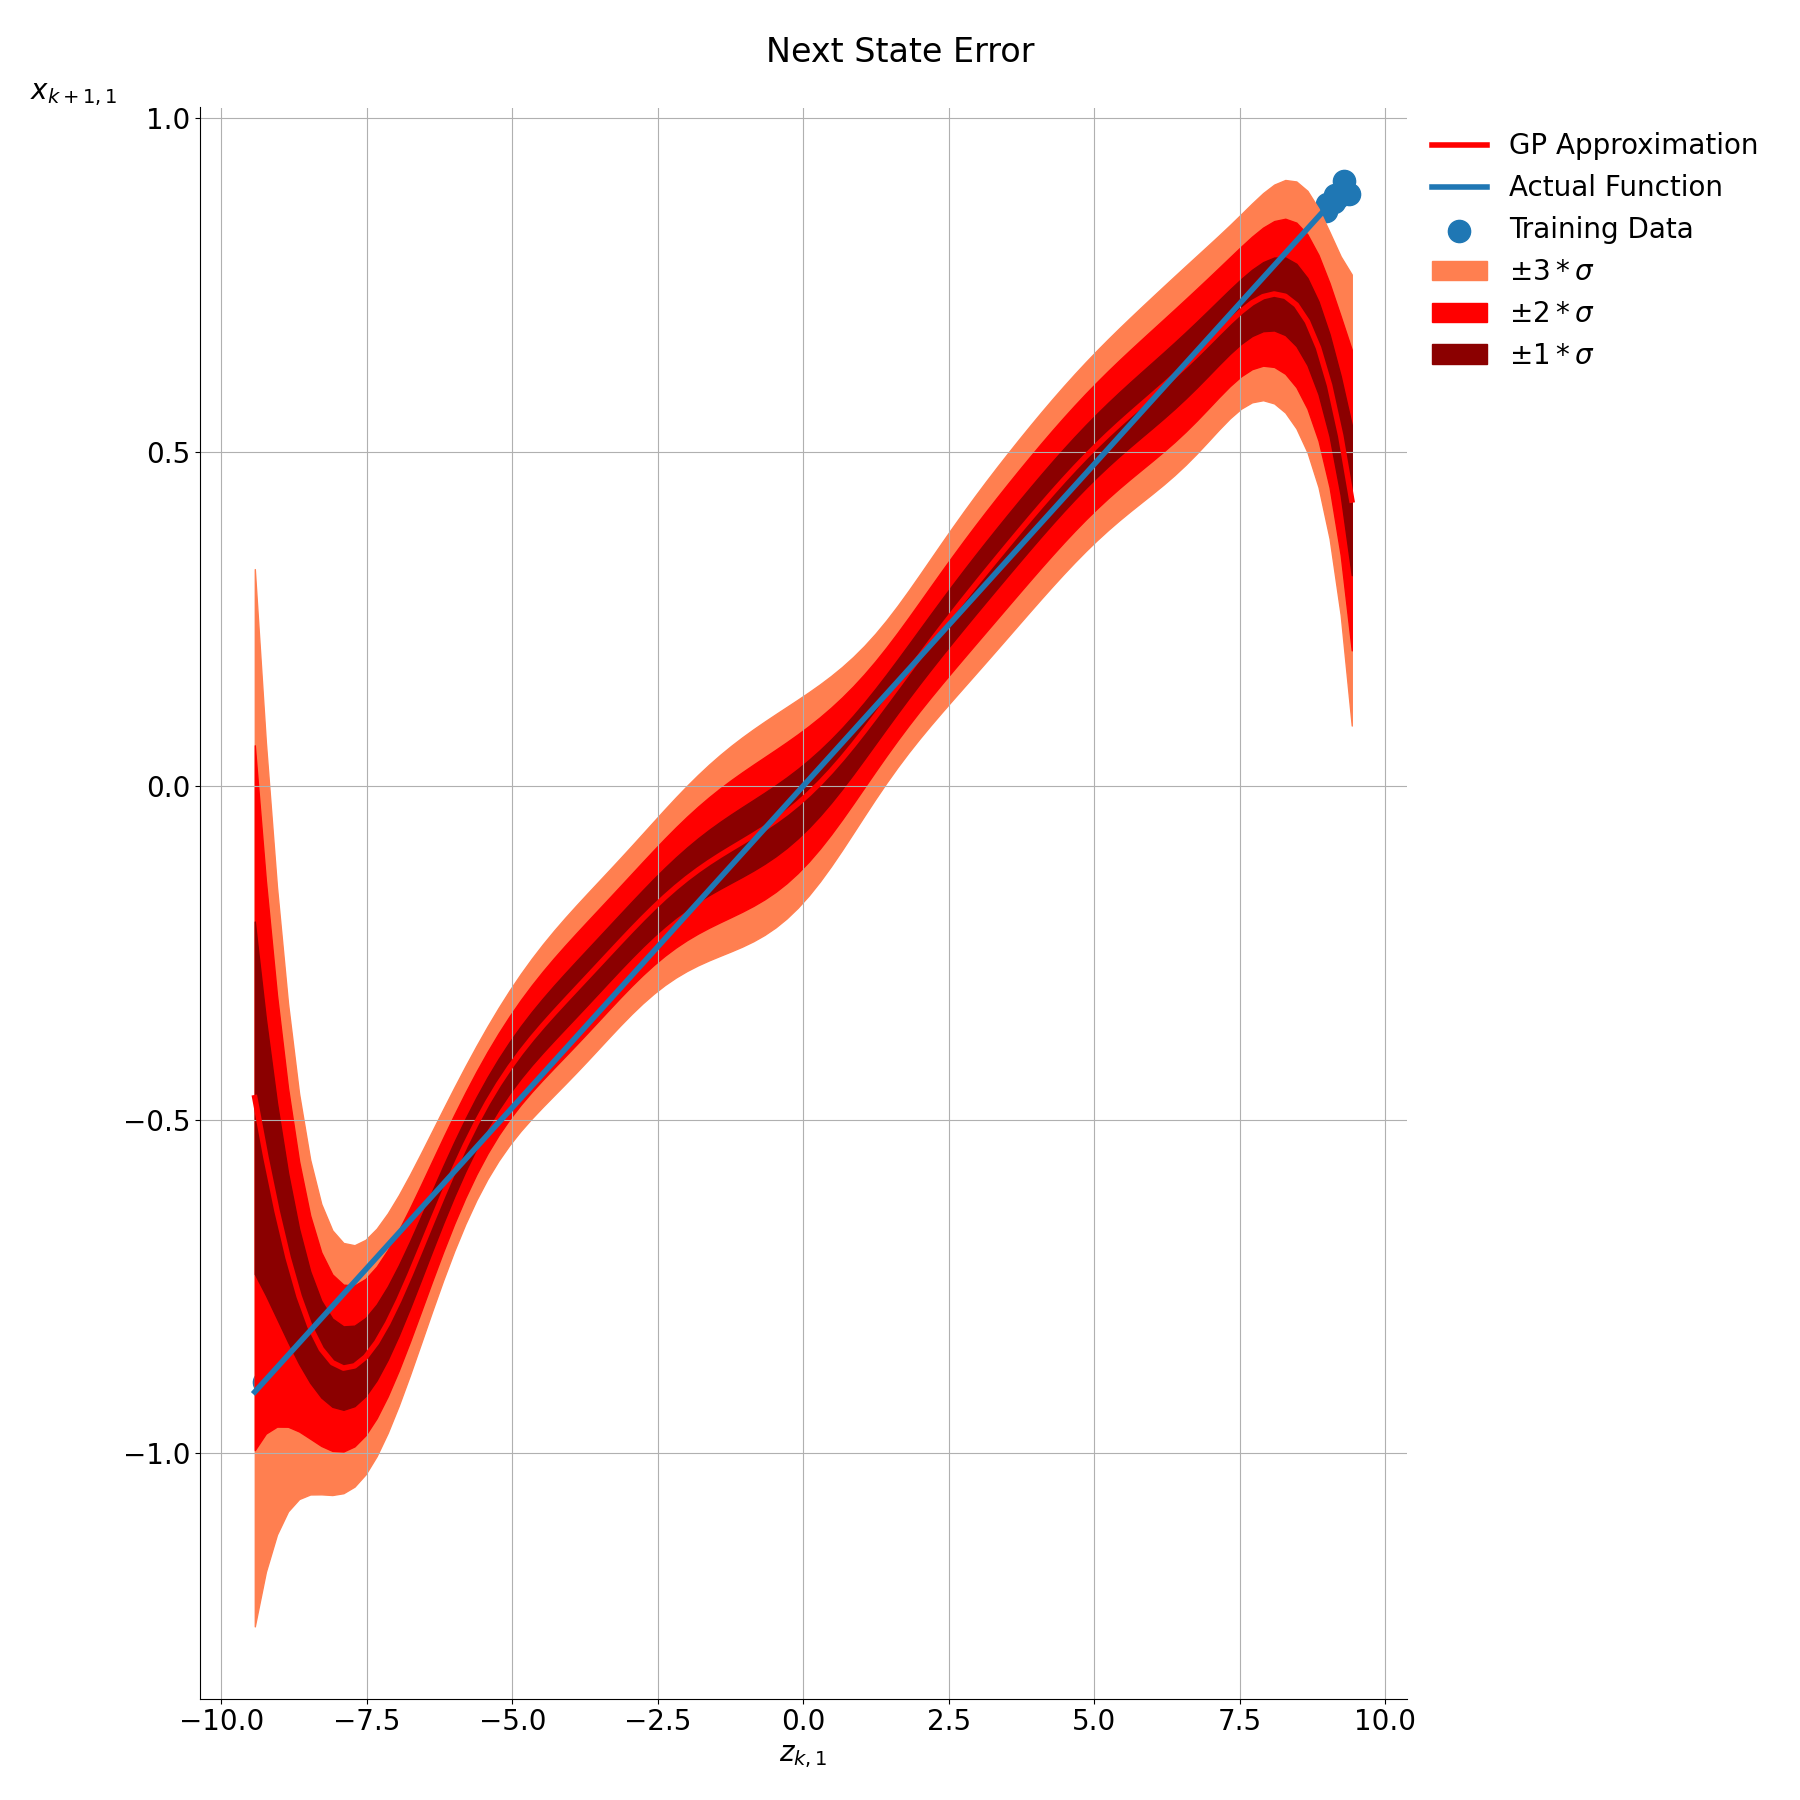 Next State Error
x_{k+1,1}
1.0
0.5
0.0
−0.5
−1.0
−10.0 −7.5 −5.0 −2.5 0.0 2.5 5.0 7.5 10.0
z_{k,1}
GP Approximation
Actual Function
Training Data
±3 * σ
±2 * σ
±1 * σ